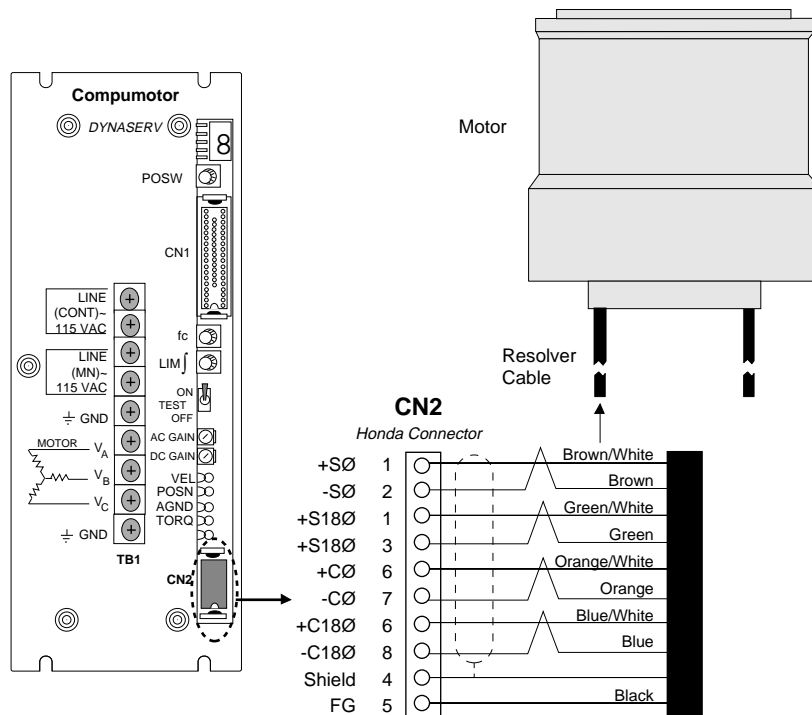 Compumotor
DYNASERV
8
POSW
CN1
LINE
(CONT)~
115 VAC
LINE
(MN)~
115 VAC
GND
MOTOR
VA
VB
VC
GND
TB1
fc
LIM∫
ON
TEST
OFF
AC GAIN
DC GAIN
VEL
POSN
AGND
TORQ
CN2
Motor
Resolver
Cable
CN2
Honda Connector
+SØ 1 Brown/White
-SØ 2 Brown
+S18Ø 1 Green/White
+S18Ø 3 Green
+CØ 6 Orange/White
-CØ 7 Orange
+C18Ø 6 Blue/White
-C18Ø 8 Blue
Shield 4
FG 5 Black